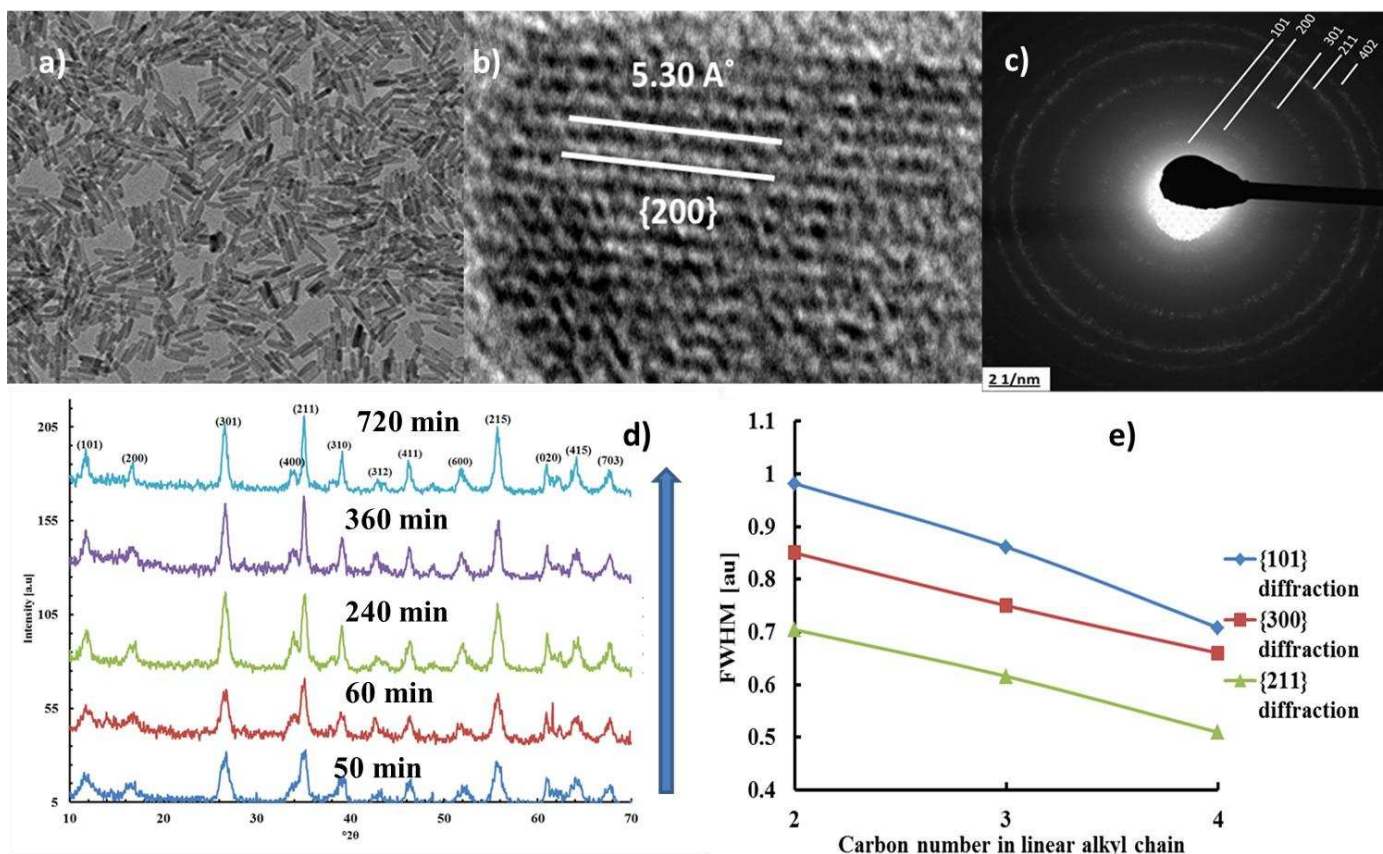 a)
b)
5.30 A°
{200}
c)
101
200
301
211
402
2 1/nm
d)
720 min
360 min
240 min
60 min
50 min
(101)
(200)
(301)
(400)
(211)
(310)
(312)
(411)
(600)
(215)
(020)
(415)
(703)
205
155
105
55
5
Intensity [a.u]
10
20
30
40
50
60
70
°2θ
e)
1.1
1
0.9
0.8
0.7
0.6
0.5
0.4
FWHM [au]
2
3
4
Carbon number in linear alkyl chain
{101}
diffraction
{300}
diffraction
{211}
diffraction